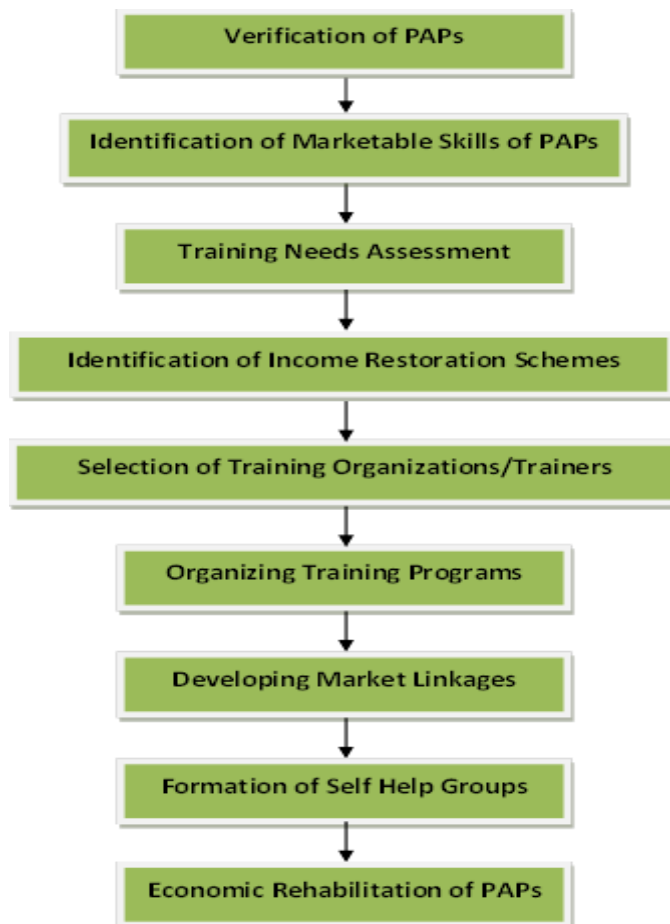 Verification of PAPs
Identification of Marketable Skills of PAPs
Training Needs Assessment
Identification of Income Restoration Schemes
Selection of Training Organizations/Trainers
Organizing Training Programs
Developing Market Linkages
Formation of Self Help Groups
Economic Rehabilitation of PAPs